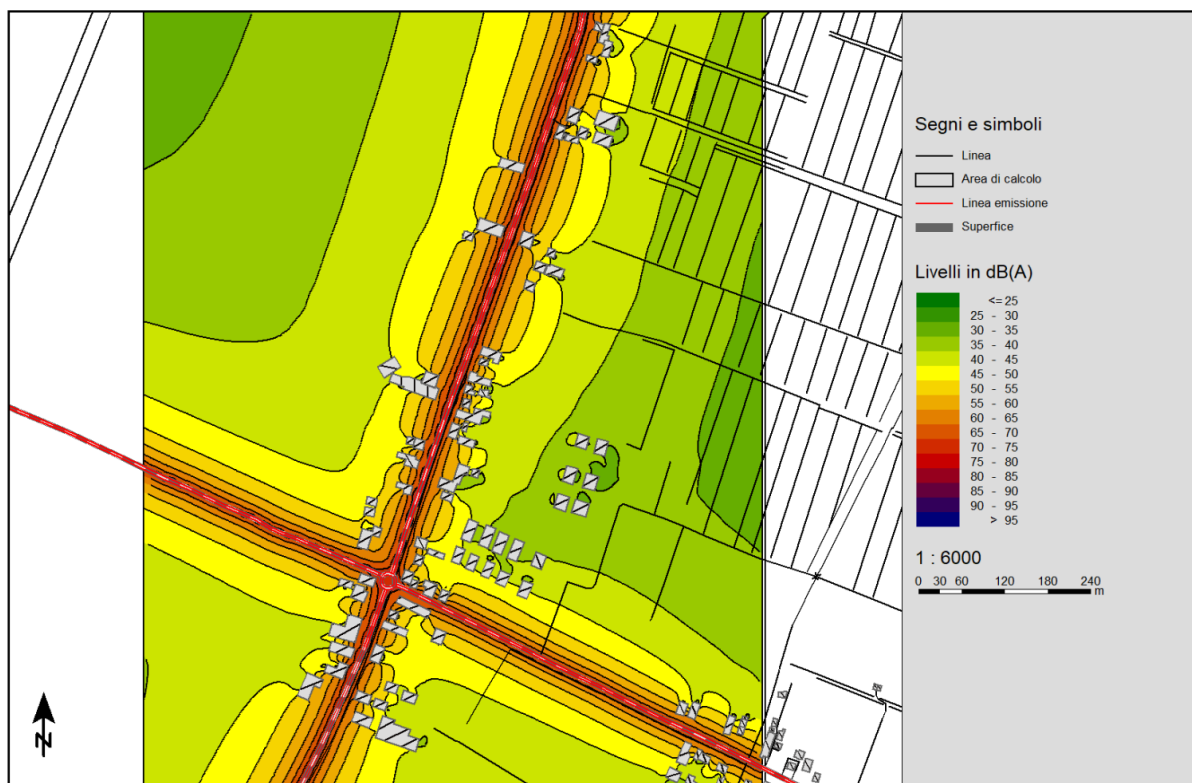 Segni e simboli
Linea
Area di calcolo
Linea emissione
Superfice
Livelli in dB(A)
<= 25
25 - 30
30 - 35
35 - 40
40 - 45
45 - 50
50 - 55
55 - 60
60 - 65
65 - 70
70 - 75
75 - 80
80 - 85
85 - 90
90 - 95
> 95
1 : 6000
0 30 60 120 180 240
m
N